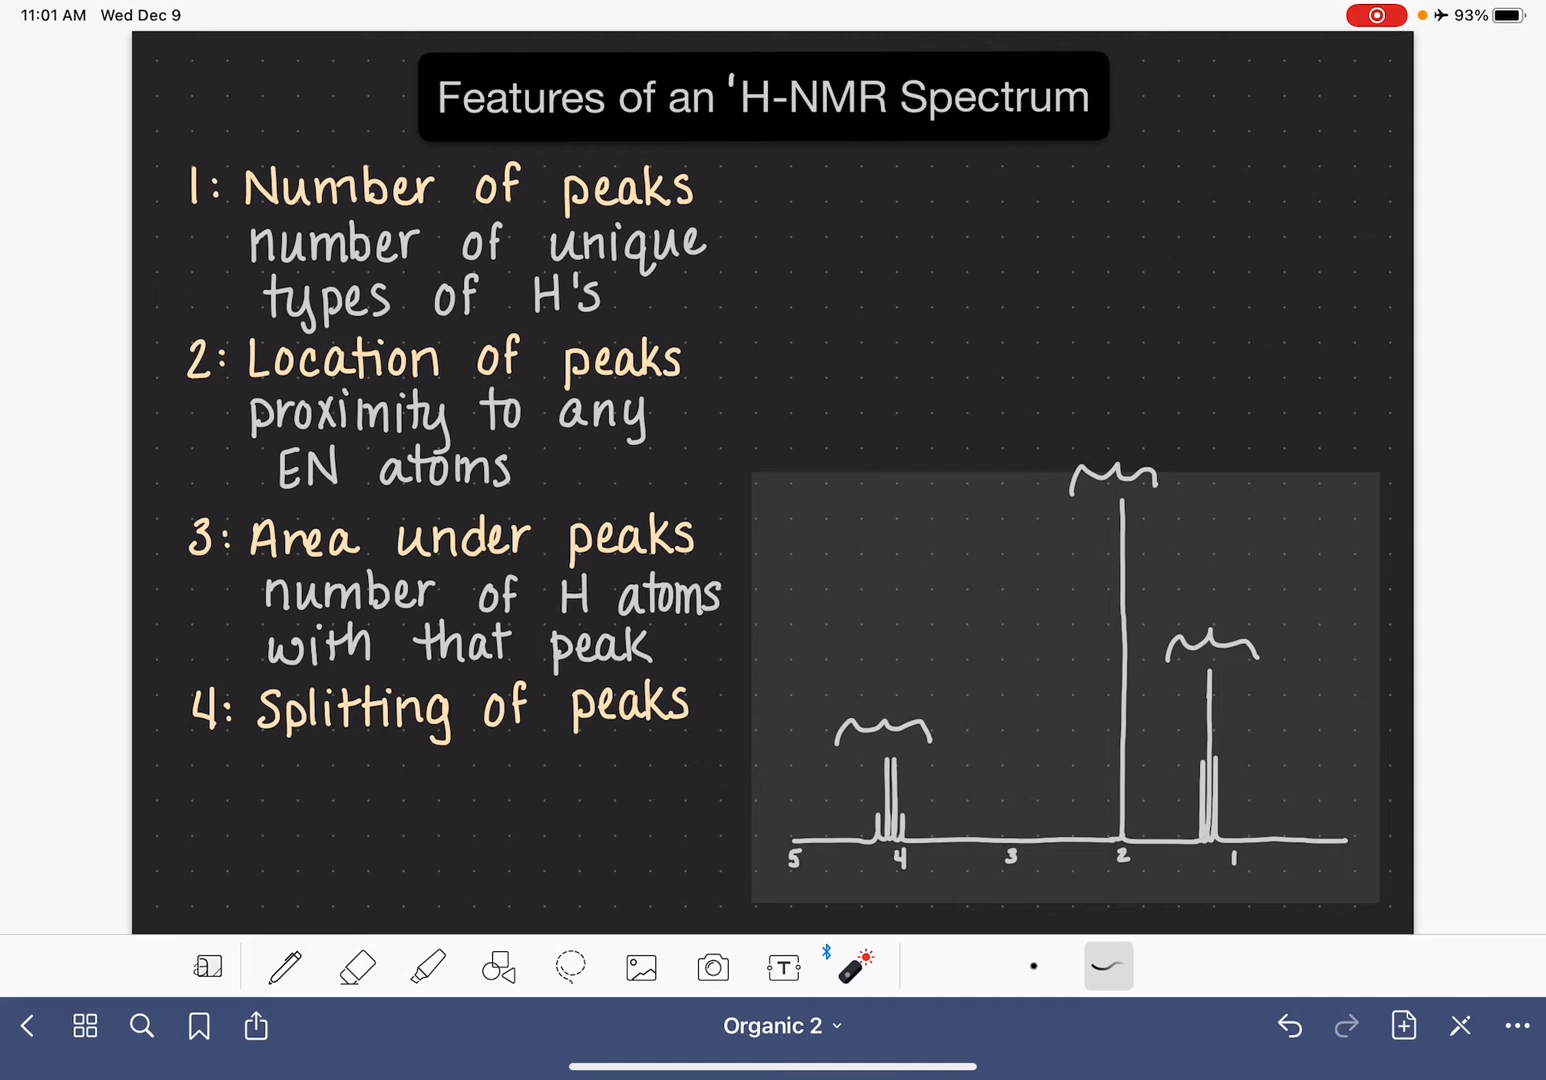 11:01 AM Wed Dec 9
93%
Features of an ¹H-NMR Spectrum
1: Number of peaks
number of unique
types of H's
2: Location of peaks
proximity to any
EN atoms
3: Area under peaks
number of H atoms
with that peak
4: Splitting of peaks
5 4 3 2 1
a
T
Organic 2